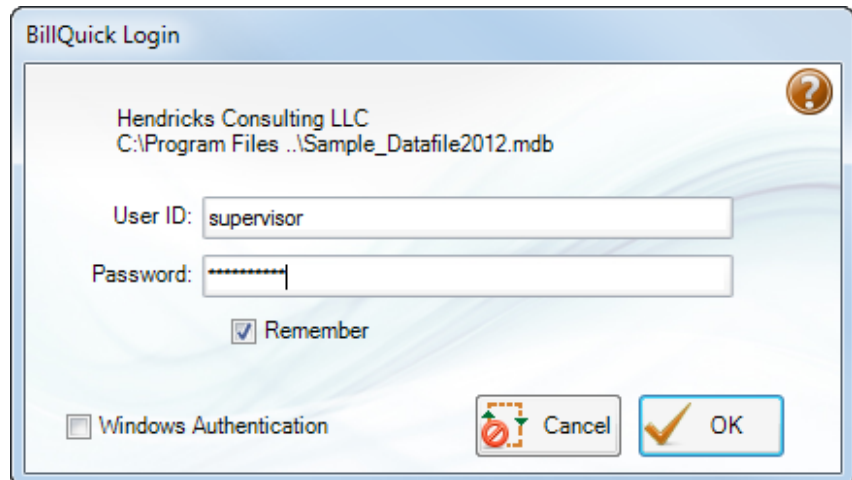 BillQuick Login
?
Hendricks Consulting LLC
C:\Program Files ..\Sample_Datafile2012.mdb
User ID: supervisor
Password: **********
Remember
Windows Authentication
Cancel
OK